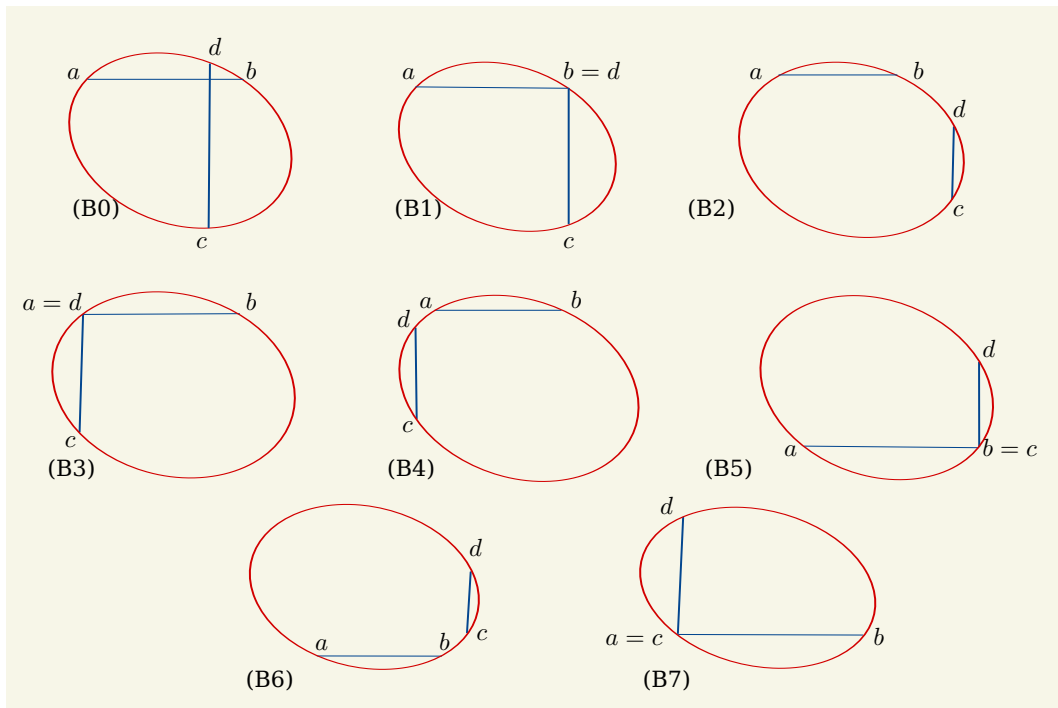 d
a
b
(B0)
c
a
b = d
(B1)
c
a
b
d
(B2)
c
a = d
b
c
(B3)
a
b
d
c
(B4)
d
a
b = c
(B5)
d
a
b
c
(B6)
d
a = c
b
(B7)